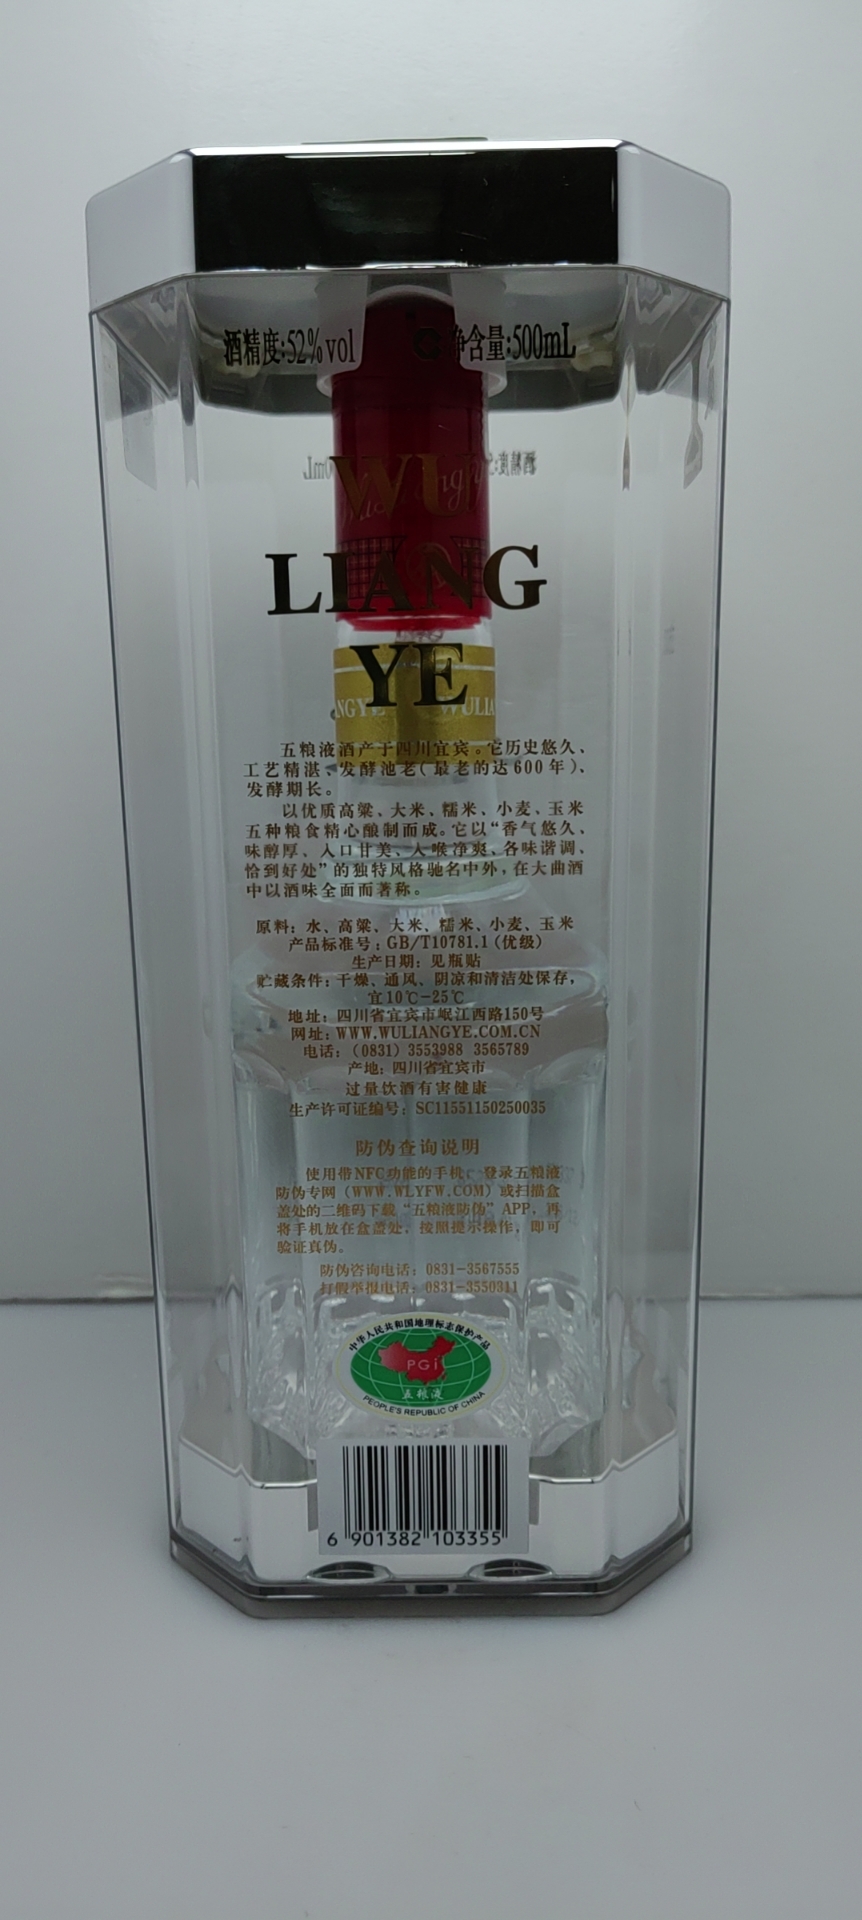 酒精度:52%vol 净含量:500mL
WU
LIANG
YE
NGYE WULIA
五粮液酒产于四川宜宾。它历史悠久、
工艺精湛、发酵池老(最老的达600年)、
发酵期长。
以优质高粱、大米、糯米、小麦、玉米
五种粮食精心酿制而成。它以“香气悠久、
味醇厚、入口甘美、入喉净爽、各味谐调、
恰到好处”的独特风格驰名中外,在大曲酒
中以酒味全面而著称。
原料: 水、高粱、大米、糯米、小麦、玉米
产品标准号: GB/T10781.1 (优级)
生产日期: 见瓶贴
贮藏条件: 干燥、通风、阴凉和清洁处保存,
宜10℃-25℃
地址: 四川省宜宾市岷江西路150号
网址: WWW.WULIANGYE.COM.CN
电话: (0831) 3553988 3565789
产地: 四川省宜宾市
过量饮酒有害健康
生产许可证编号: SC11551150250035
防伪查询说明
使用带NFC功能的手机, 登录五粮液
防伪专网 (WWW.WLYFW.COM) 或扫描盒
盖处的二维码下载“五粮液防伪”APP, 再
将手机放在盒盖处, 按照提示操作, 即可
验证真伪。
防伪咨询电话: 0831-3567555
打假举报电话: 0831-3550311
中华人民共和国地理标志保护产品
PGI
五粮液
PEOPLE'S REPUBLIC OF CHINA
6 901382 103355